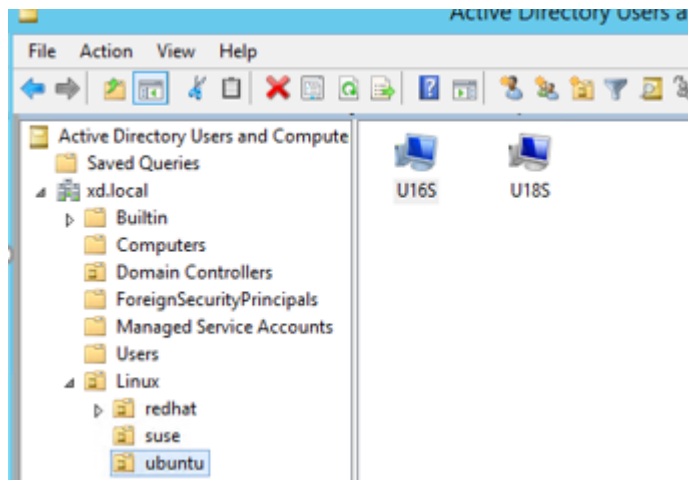 Active Directory Users a
File Action View Help
Active Directory Users and Compute
Saved Queries
xd.local
Builtin
Computers
Domain Controllers
ForeignSecurityPrincipals
Managed Service Accounts
Users
Linux
redhat
suse
ubuntu
U16S U18S